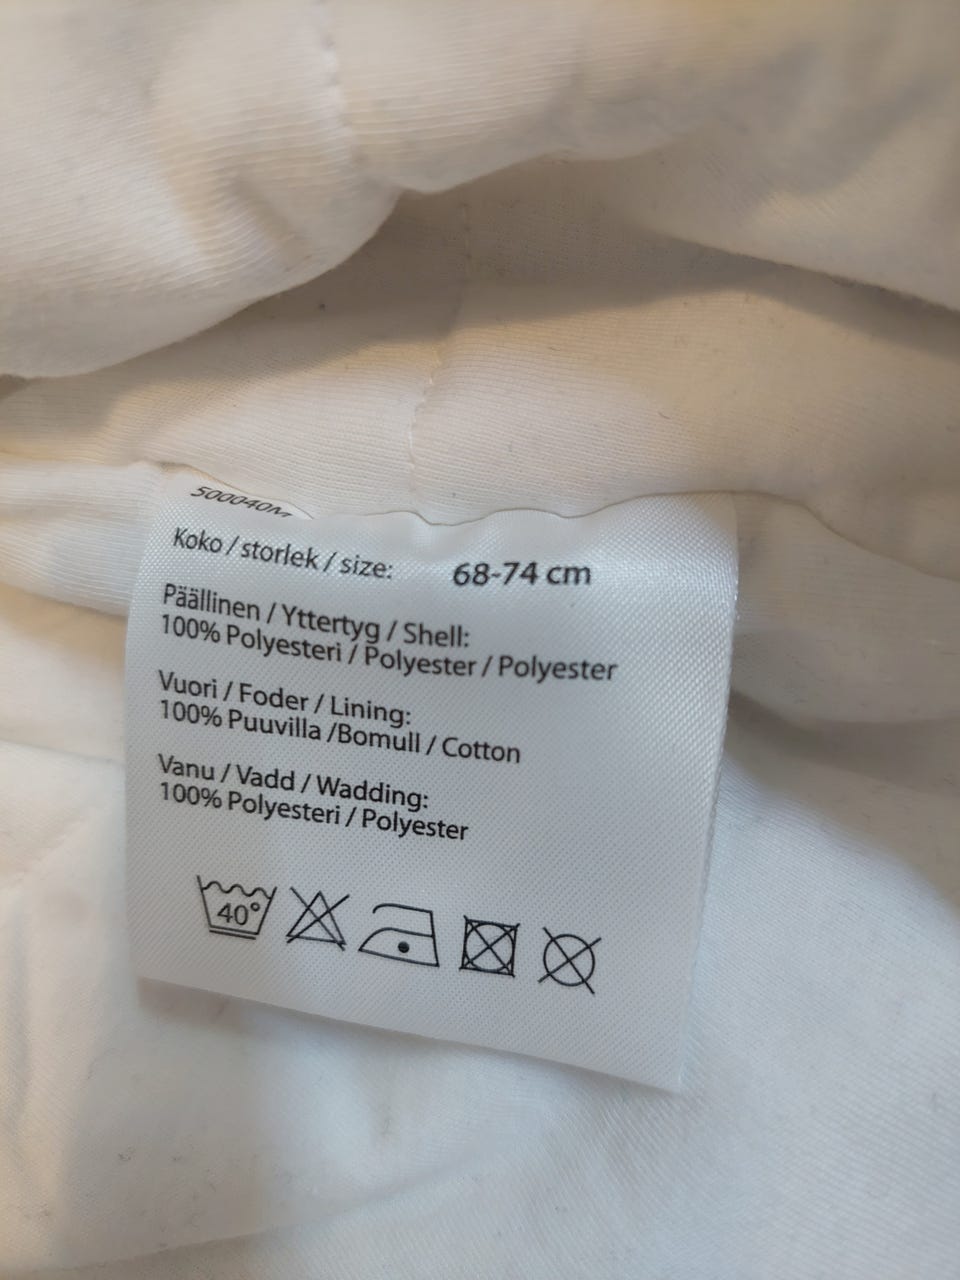 500040M
Koko / storlek / size: 68-74 cm
Päällinen / Yttertyg / Shell:
100% Polyesteri / Polyester / Polyester
Vuori / Foder / Lining:
100% Puuvilla /Bomull / Cotton
Vanu / Vadd / Wadding:
100% Polyesteri / Polyester
40°